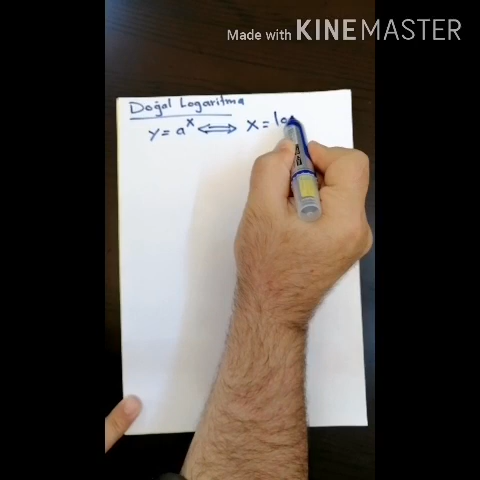 Made with KINEMASTER
Doğal Logaritma
y = a^x ⟺ x = lo